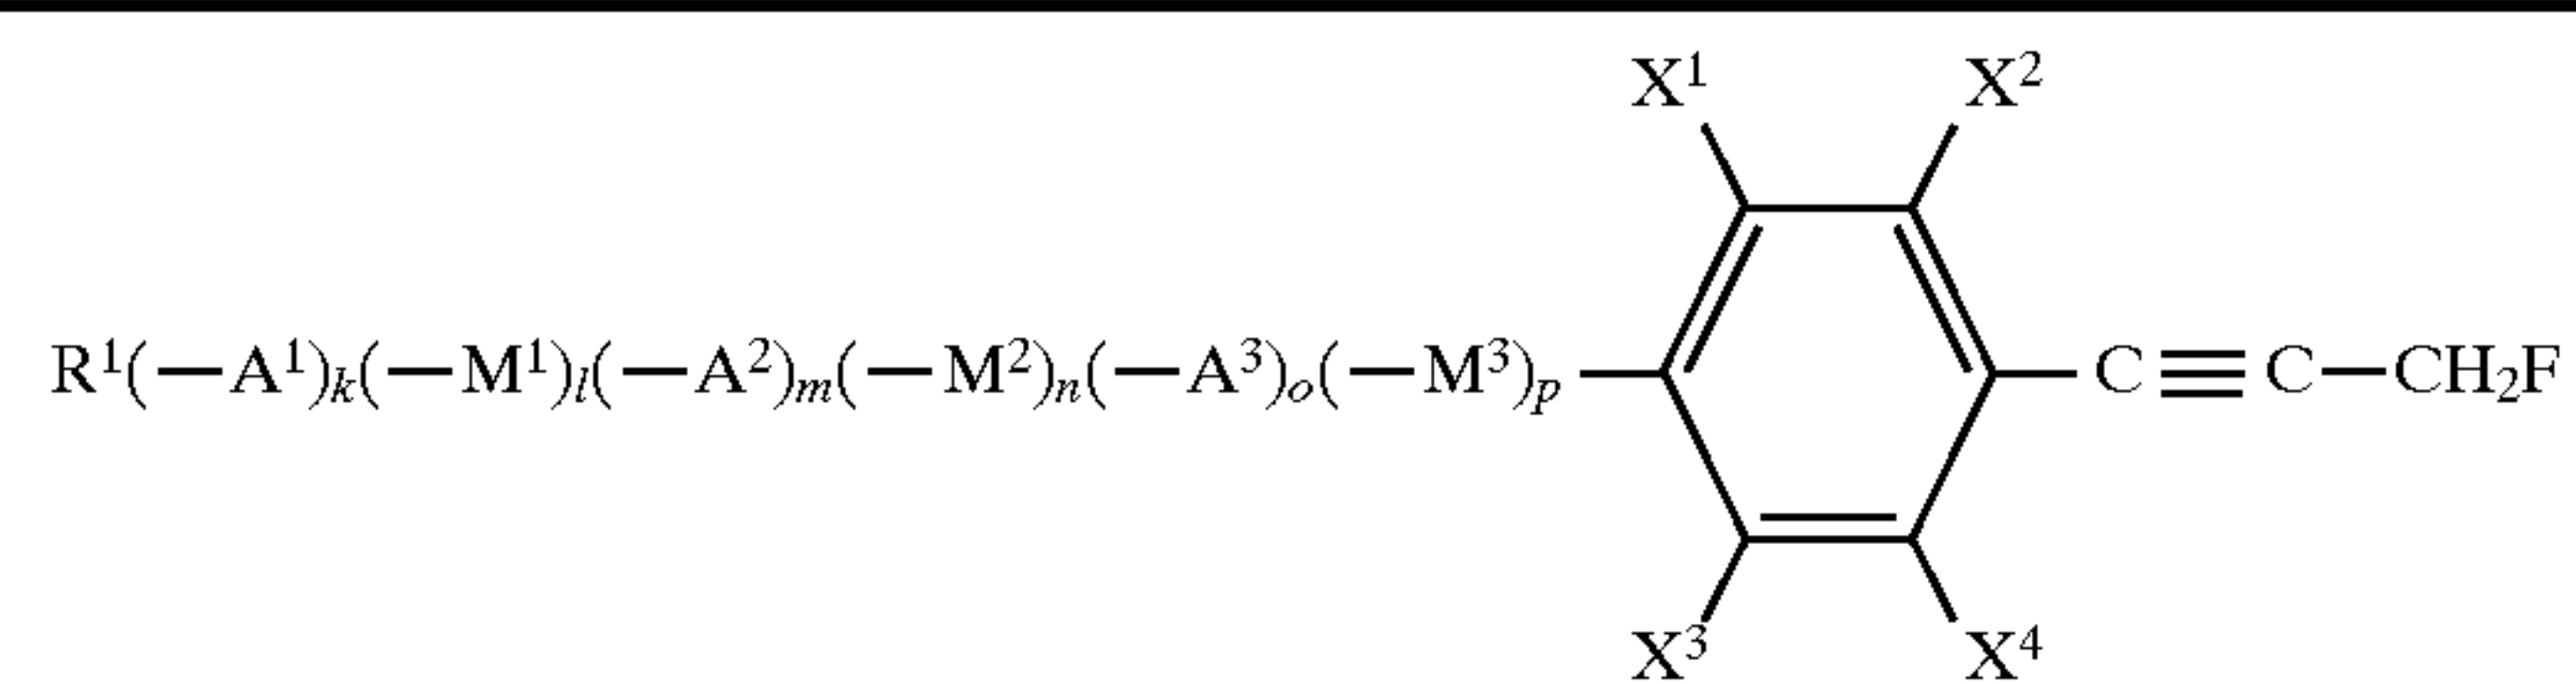 X¹ X²
R¹(—A¹)ₖ(—M¹)ₗ(—A²)ₘ(—M²)ₙ(—A³)ₒ(—M³)ₚ— —C≡C—CH₂F
X³ X⁴